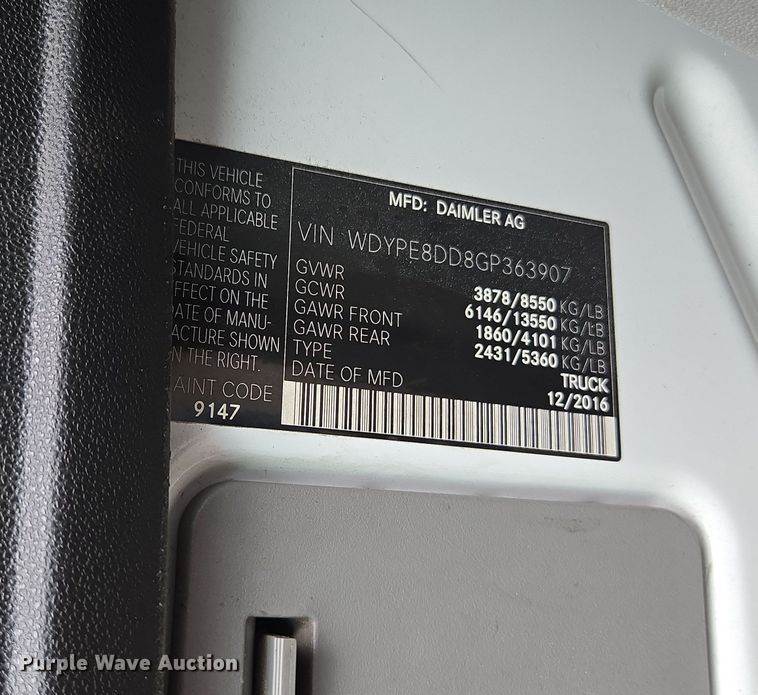 THIS VEHICLE
CONFORMS TO
ALL APPLICABLE
FEDERAL
VEHICLE SAFETY
STANDARDS IN
EFFECT ON THE
DATE OF MANU-
FACTURE SHOWN
ON THE RIGHT.
PAINT CODE
9147
MFD: DAIMLER AG
VIN WDYPE8DD8GP363907
GVWR 3878/8550 KG/LB
GCWR 6146/13550 KG/LB
GAWR FRONT 1860/4101 KG/LB
GAWR REAR 2431/5360 KG/LB
TYPE TRUCK
DATE OF MFD 12/2016
Purple Wave Auction